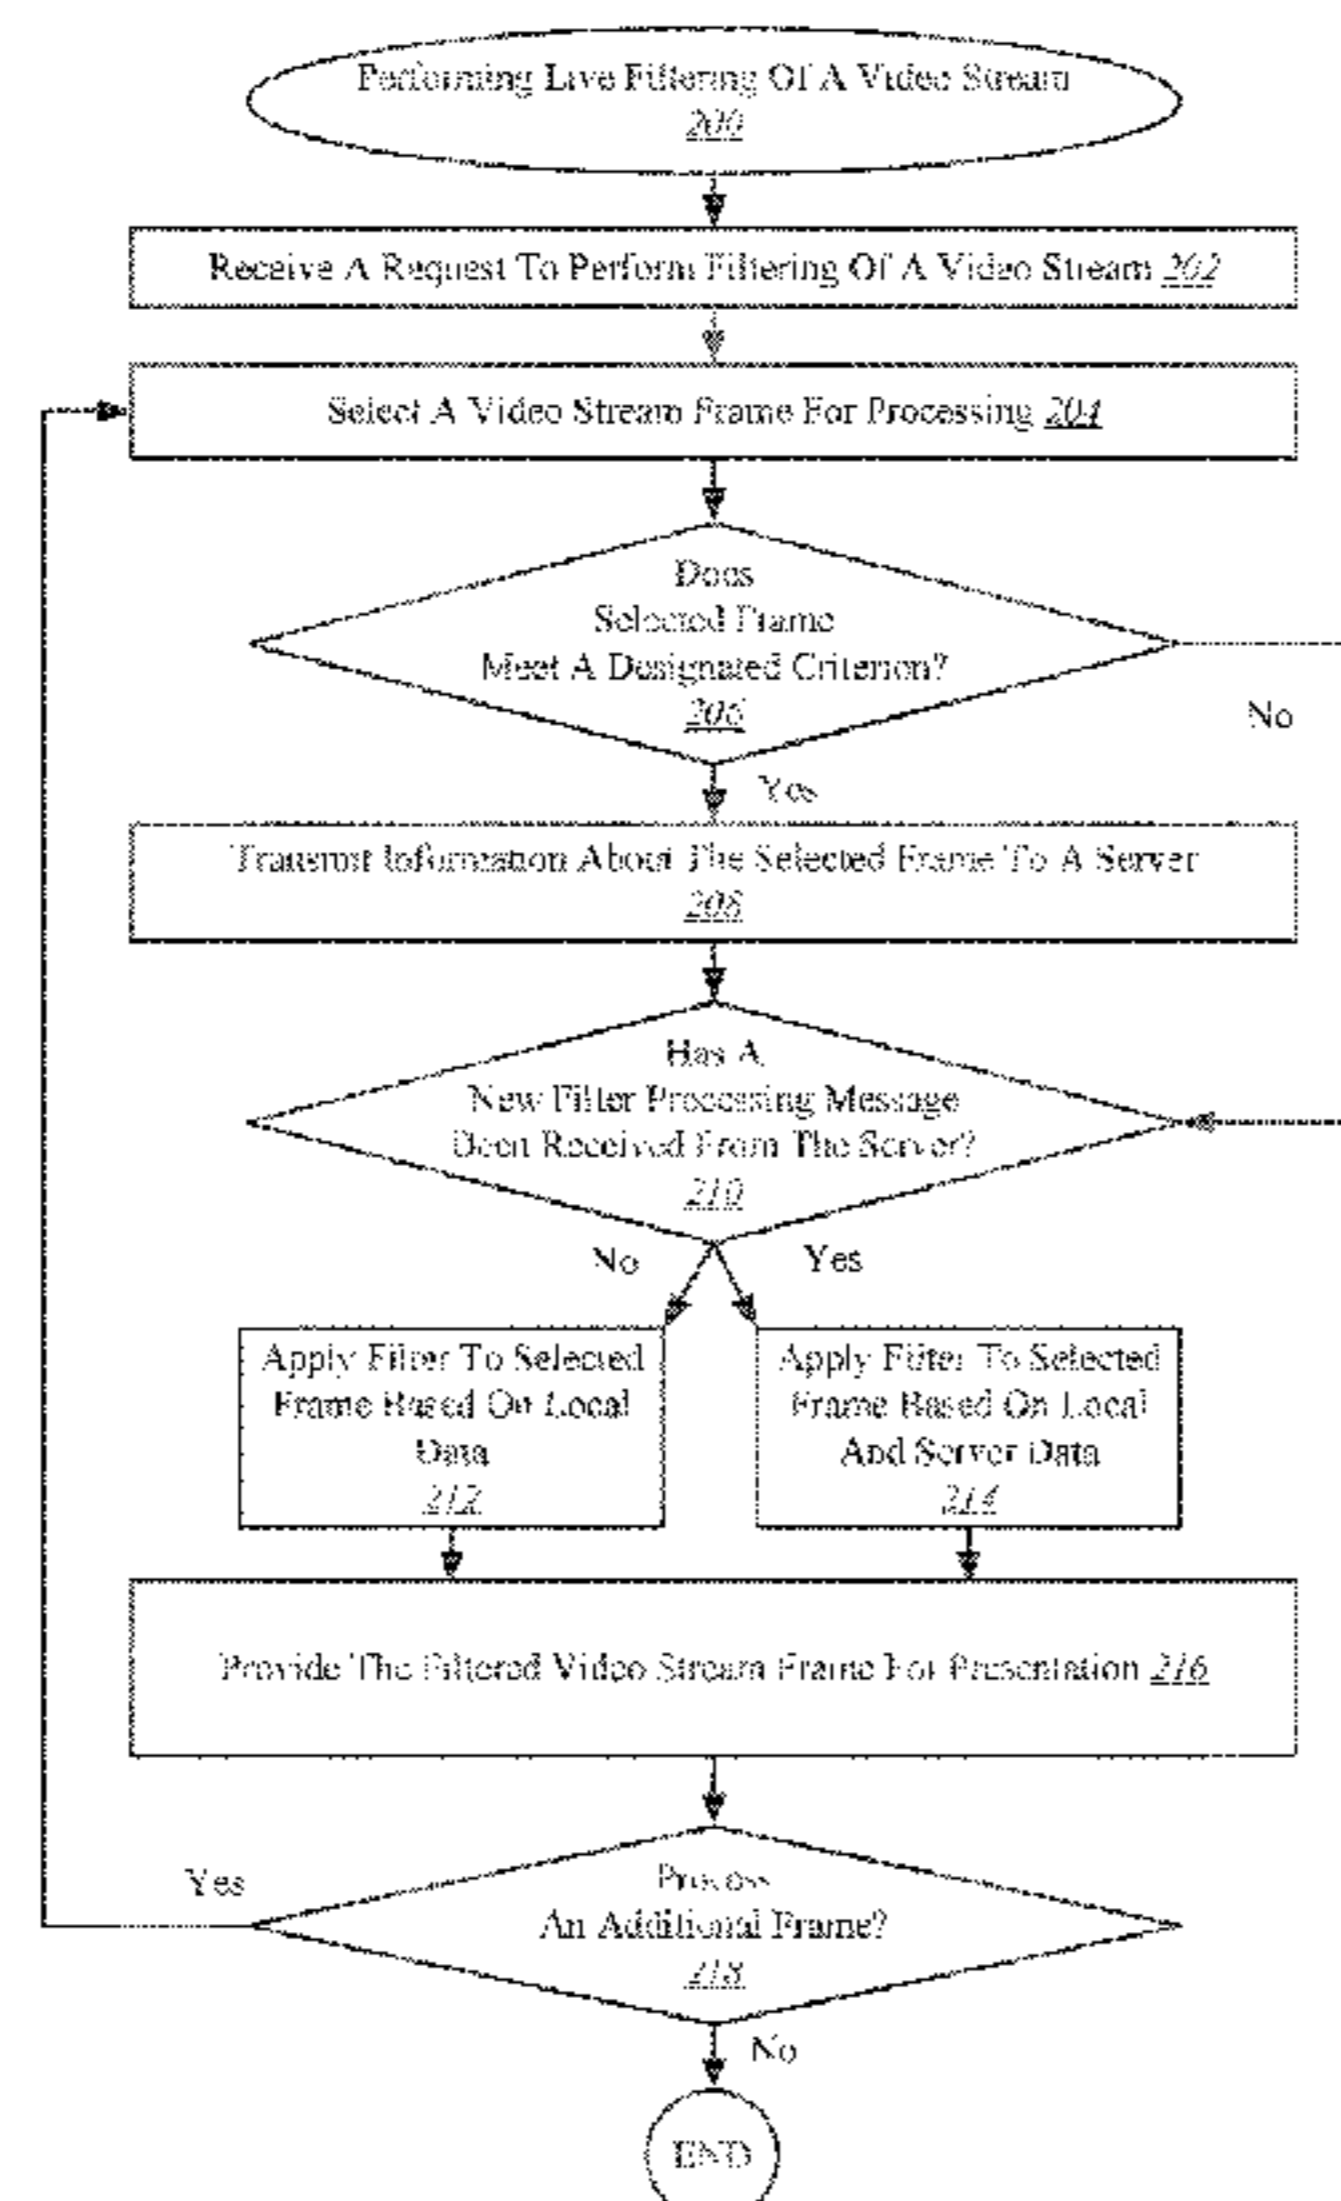 Performing Live Filtering Of A Video Stream
200
Receive A Request To Perform Filtering Of A Video Stream 202
Select A Video Stream Frame For Processing 204
Does
Selected Frame
Meet A Designated Criterion?
206
No
Yes
Transmit Information About The Selected Frame To A Server
208
Has A
New Filter Processing Message
Been Received From The Server?
210
No
Yes
Apply Filter To Selected
Frame Based On Local
Data
212
Apply Filter To Selected
Frame Based On Local
And Server Data
214
Provide The Filtered Video Stream Frame For Presentation 216
Process
An Additional Frame?
218
Yes
No
END